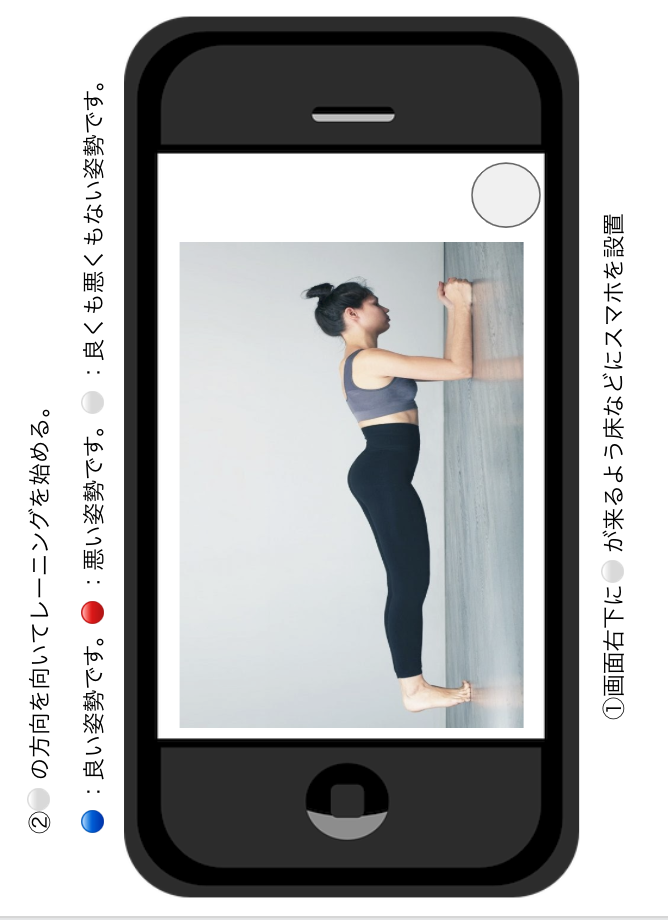 ②⚪の方向を向いてレーニングを始める。
🔵：良い姿勢です。🔴：悪い姿勢です。⚪：良くも悪くもない姿勢です。
①画面右下に⚪が来るよう床などにスマホを設置